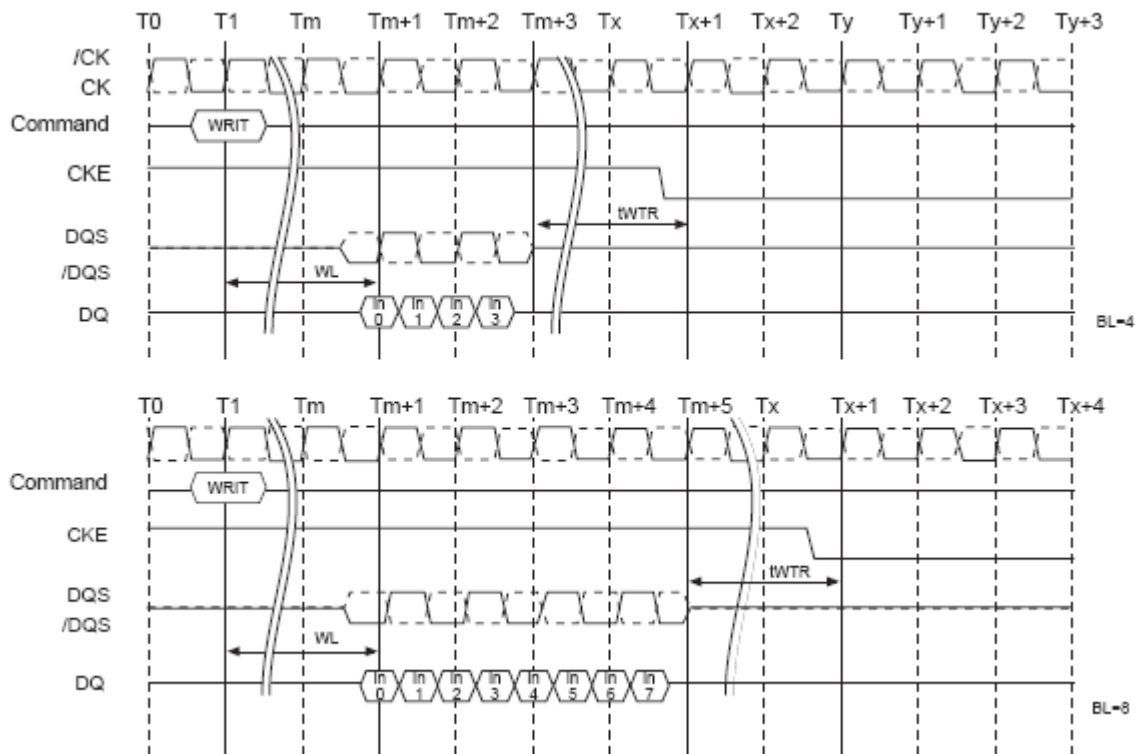 T0 T1 Tm Tm+1 Tm+2 Tm+3 Tx Tx+1 Tx+2 Ty Ty+1 Ty+2 Ty+3
/CK
CK
Command WRIT
CKE
tWTR
DQS
/DQS
WL
DQ In 0 In 1 In 2 In 3
BL=4
T0 T1 Tm Tm+1 Tm+2 Tm+3 Tm+4 Tm+5 Tx Tx+1 Tx+2 Tx+3 Tx+4
Command WRIT
CKE
tWTR
DQS
/DQS
WL
DQ In 0 In 1 In 2 In 3 In 4 In 5 In 6 In 7
BL=8